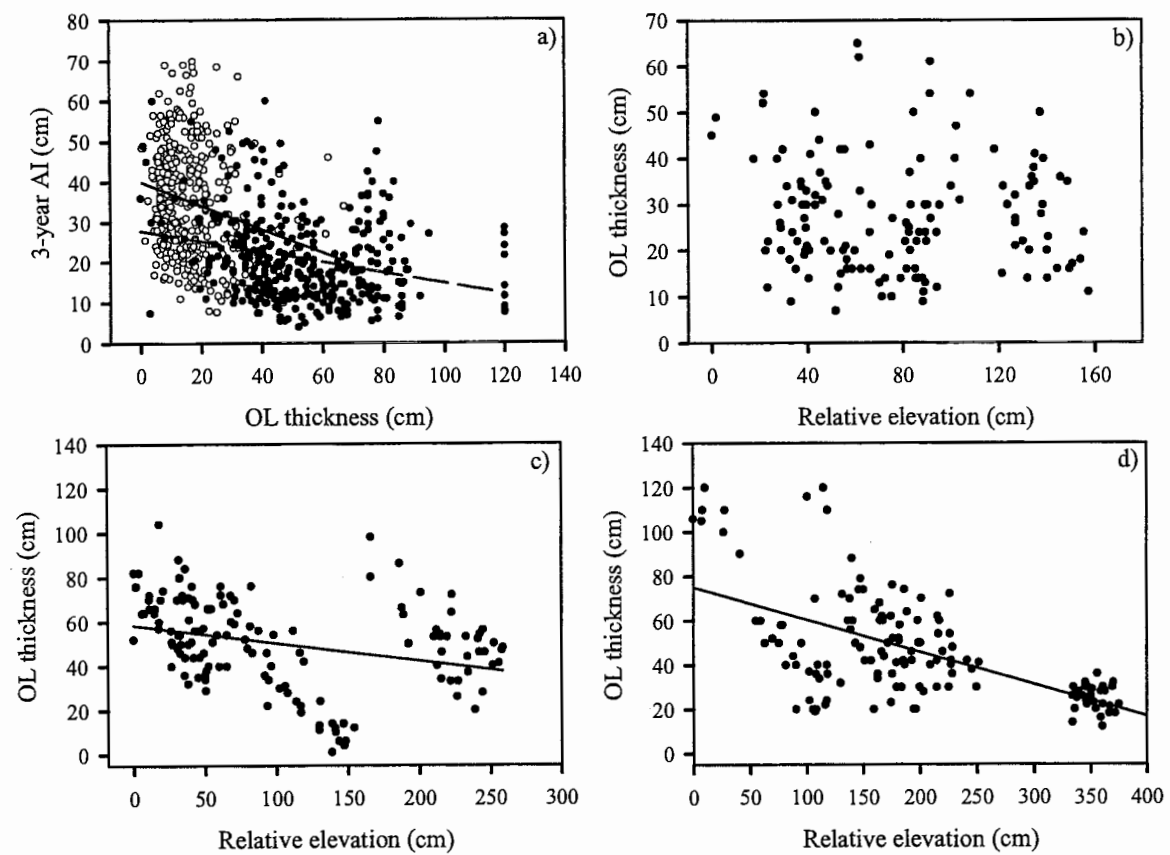 a)
80
70
60
50
40
30
20
10
0
3-year AI (cm)
0 20 40 60 80 100 120 140
OL thickness (cm)
b)
70
60
50
40
30
20
10
0
OL thickness (cm)
0 40 80 120 160
Relative elevation (cm)
c)
140
120
100
80
60
40
20
0
OL thickness (cm)
0 50 100 150 200 250 300
Relative elevation (cm)
d)
140
120
100
80
60
40
20
0
OL thickness (cm)
0 50 100 150 200 250 300 350 400
Relative elevation (cm)